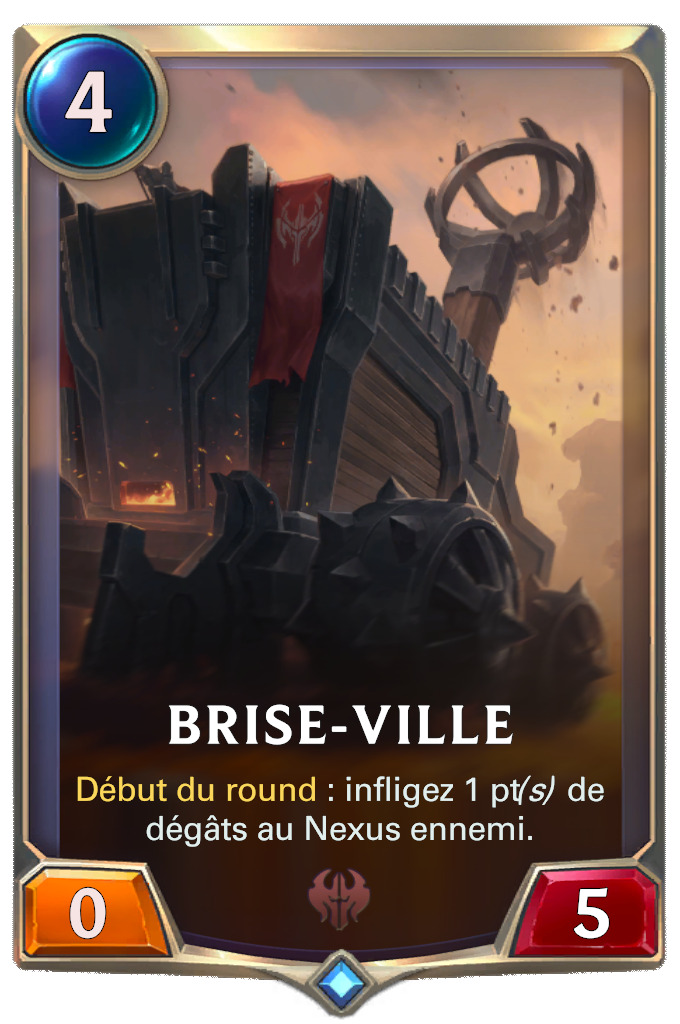 4
BRISE-VILLE
Début du round : infligez 1 pt(s) de
dégâts au Nexus ennemi.
0
5